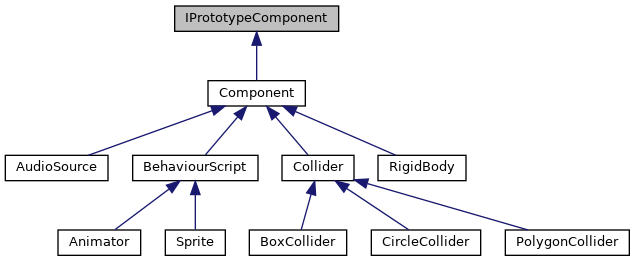 IPrototypeComponent
Component
AudioSource
BehaviourScript
Collider
RigidBody
Animator
Sprite
BoxCollider
CircleCollider
PolygonCollider